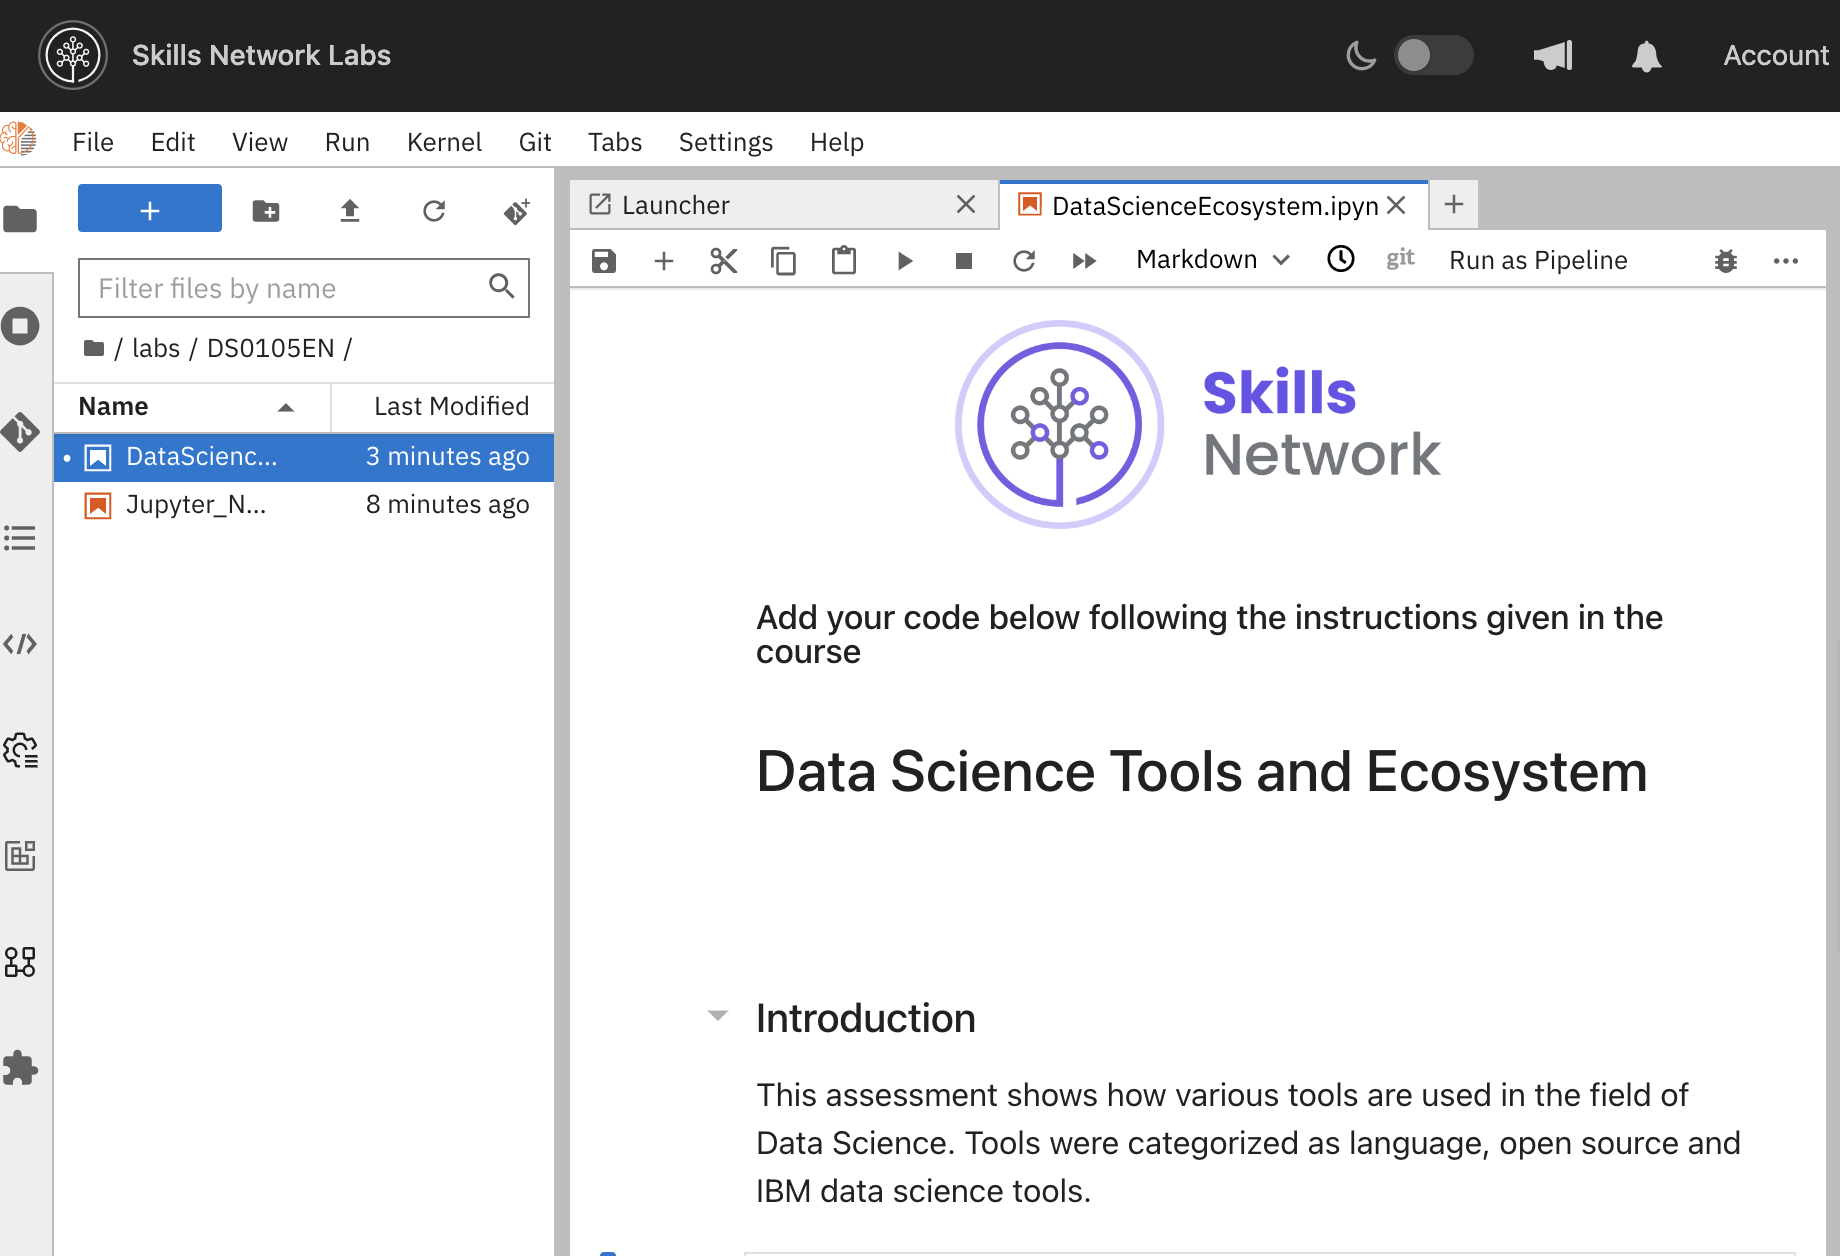 Skills Network Labs
Account
File Edit View Run Kernel Git Tabs Settings Help
+
Filter files by name
/ labs / DS0105EN /
Name Last Modified
DataScienc... 3 minutes ago
Jupyter_N... 8 minutes ago
Launcher
DataScienceEcosystem.ipyn
Markdown
git
Run as Pipeline
Skills
Network
Add your code below following the instructions given in the
course
Data Science Tools and Ecosystem
Introduction
This assessment shows how various tools are used in the field of
Data Science. Tools were categorized as language, open source and
IBM data science tools.